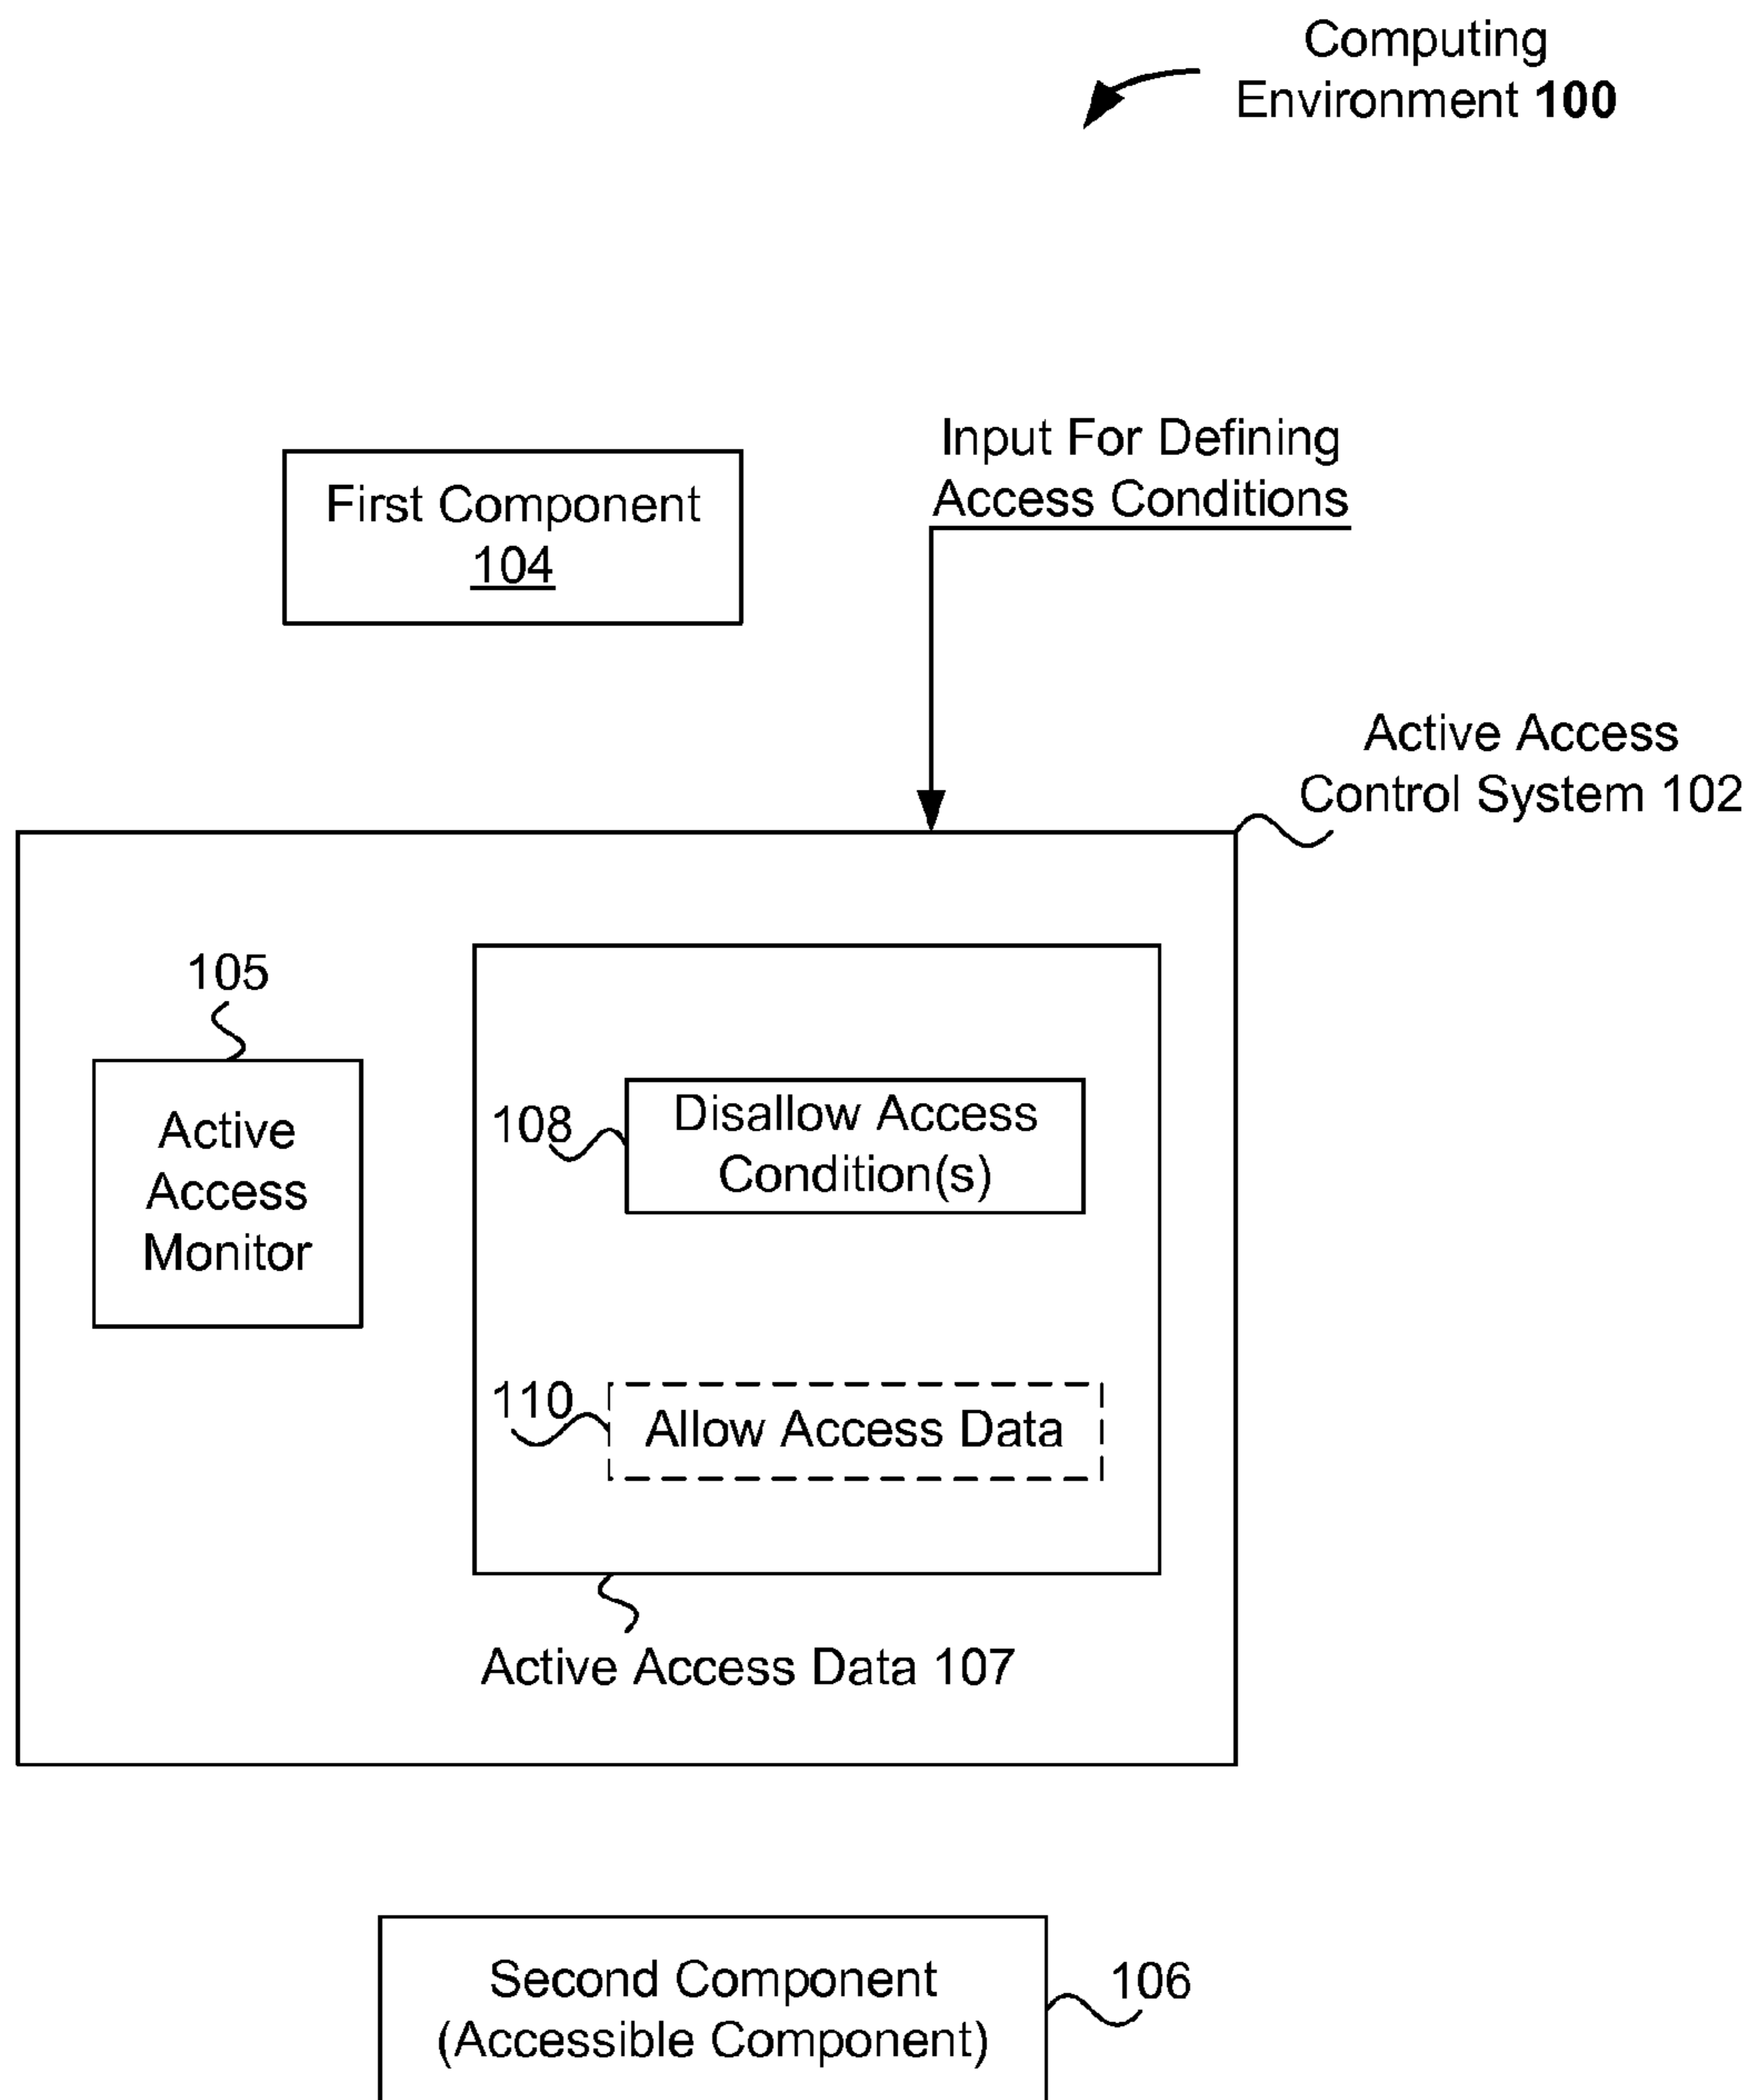 Computing
Environment 100
Input For Defining
Access Conditions
First Component
104
Active Access
Control System 102
105
Active
Access
Monitor
108
Disallow Access
Condition(s)
110
Allow Access Data
Active Access Data 107
Second Component
(Accessible Component)
106